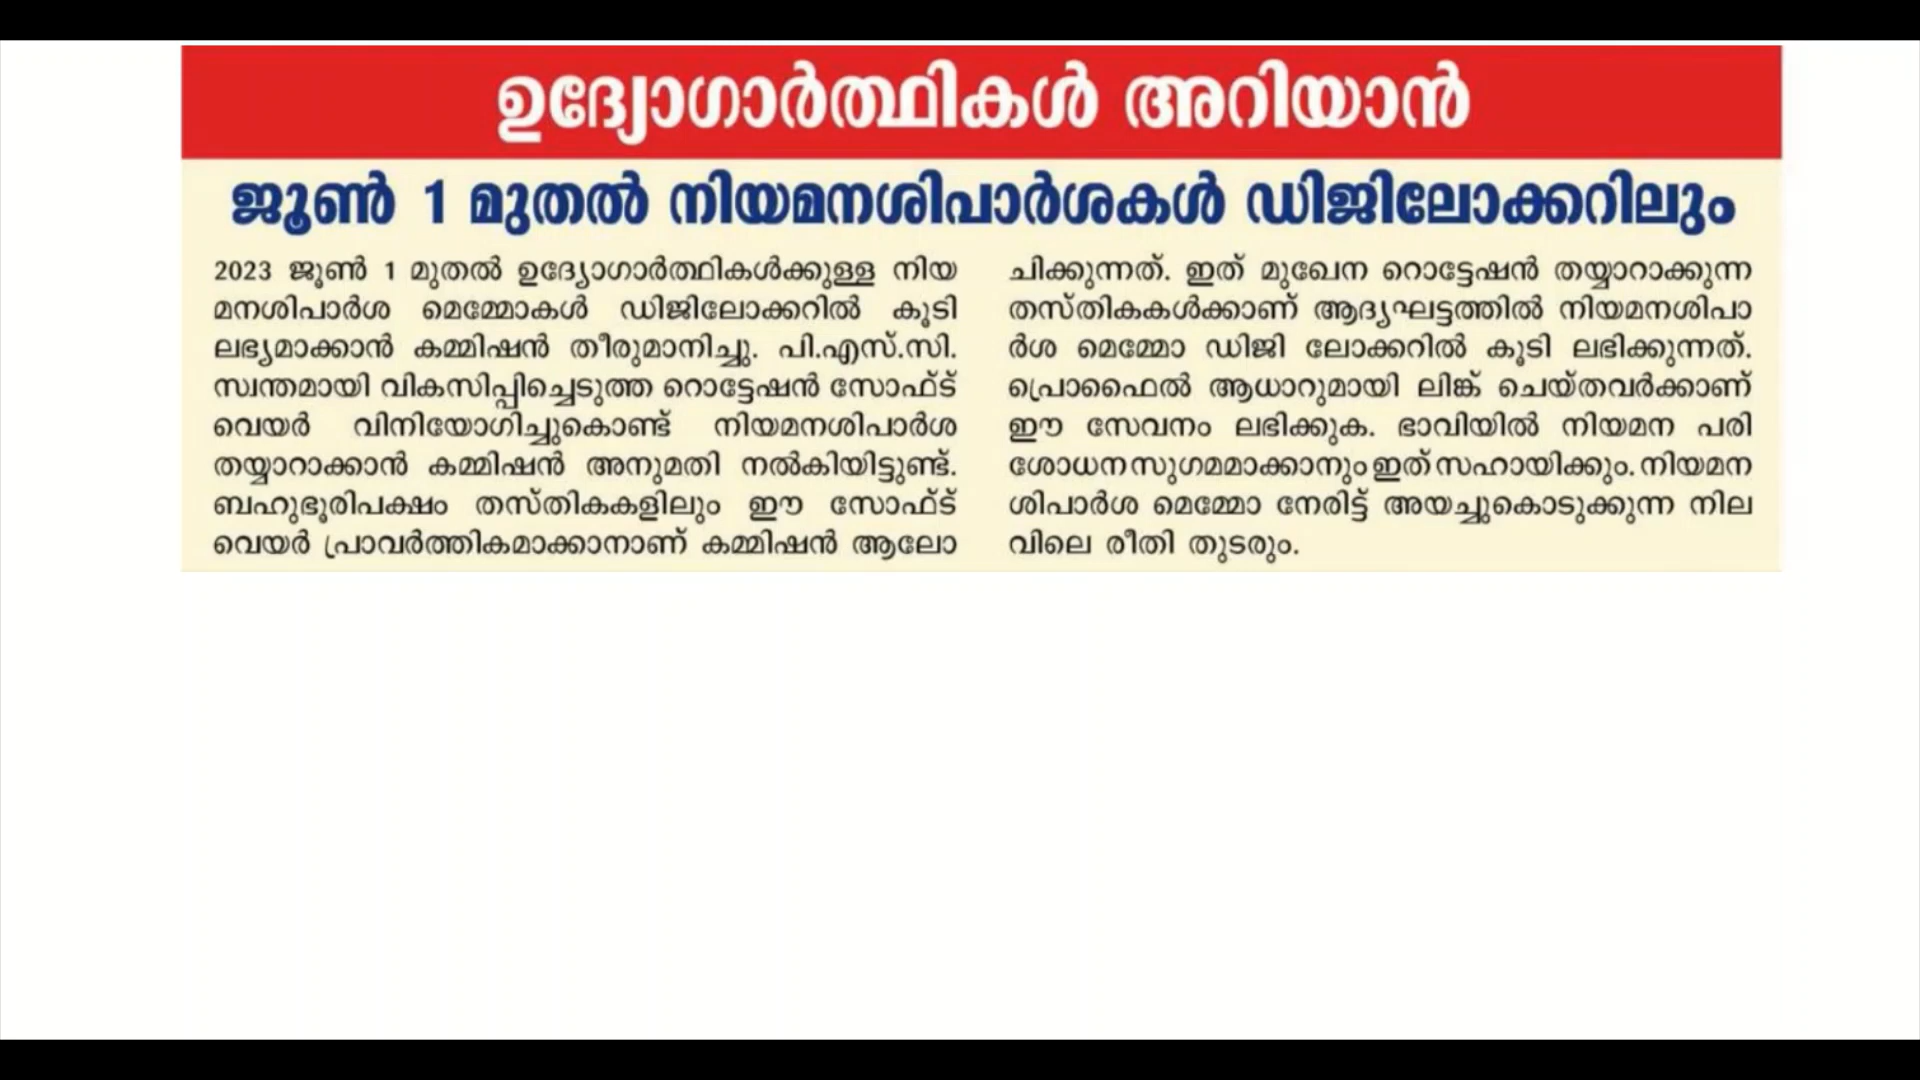 ഉദ്യോഗാർത്ഥികൾ അറിയാൻ
ജൂൺ 1 മുതൽ നിയമനശിപാർശകൾ ഡിജിലോക്കറിലും
2023 ജൂൺ 1 മുതൽ ഉദ്യോഗാർത്ഥികൾക്കുള്ള നിയ
മനശിപാർശ മെമ്മോകൾ ഡിജിലോക്കറിൽ കൂടി
ലഭ്യമാക്കാൻ കമ്മിഷൻ തീരുമാനിച്ചു. പി.എസ്.സി.
സ്വന്തമായി വികസിപ്പിച്ചെടുത്ത റൊട്ടേഷൻ സോഫ്ട്
വെയർ വിനിയോഗിച്ചുകൊണ്ട് നിയമനശിപാർശ
തയ്യാറാക്കാൻ കമ്മിഷൻ അനുമതി നൽകിയിട്ടുണ്ട്.
ബഹുഭൂരിപക്ഷം തസ്തികകളിലും ഈ സോഫ്ട്
വെയർ പ്രാവർത്തികമാക്കാനാണ് കമ്മിഷൻ ആലോ
ചിക്കുന്നത്. ഇത് മുഖേന റൊട്ടേഷൻ തയ്യാറാക്കുന്ന
തസ്തികകൾക്കാണ് ആദ്യഘട്ടത്തിൽ നിയമനശിപാ
ർശ മെമ്മോ ഡിജി ലോക്കറിൽ കൂടി ലഭിക്കുന്നത്.
പ്രൊഫൈൽ ആധാറുമായി ലിങ്ക് ചെയ്തവർക്കാണ്
ഈ സേവനം ലഭിക്കുക. ഭാവിയിൽ നിയമന പരി
ശോധന സുഗമമാക്കാനും ഇത് സഹായിക്കും. നിയമന
ശിപാർശ മെമ്മോ നേരിട്ട് അയച്ചുകൊടുക്കുന്ന നില
വിലെ രീതി തുടരും.